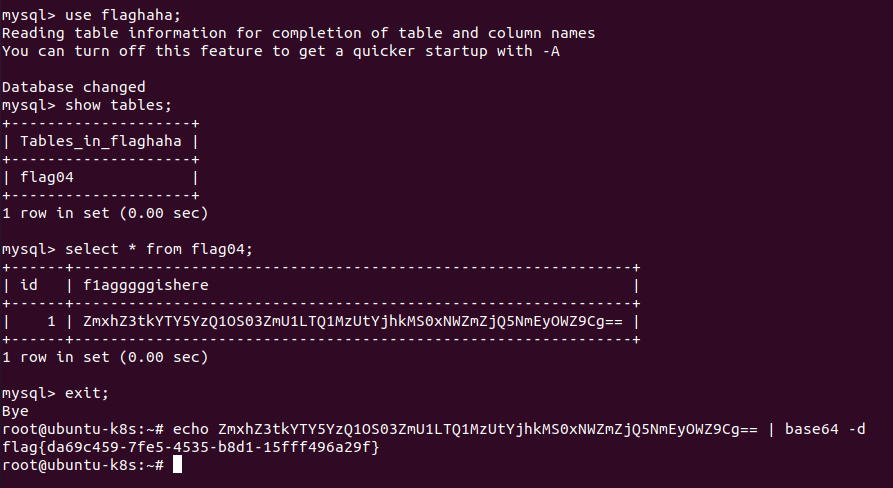 mysql> use flaghaha;
Reading table information for completion of table and column names
You can turn off this feature to get a quicker startup with -A

Database changed
mysql> show tables;
+--------------------+
| Tables_in_flaghaha |
+--------------------+
| flag04             |
+--------------------+
1 row in set (0.00 sec)

mysql> select * from flag04;
+------+--------------------------------------------------------------+
| id   | f1agggggishere                                               |
+------+--------------------------------------------------------------+
|    1 | ZmxhZ3tkYTY5YzQ1OS03ZmU1LTQ1MzUtYjhkMS0xNWZmZjQ5NmEyOWZ9Cg== |
+------+--------------------------------------------------------------+
1 row in set (0.00 sec)

mysql> exit;
Bye
root@ubuntu-k8s:~# echo ZmxhZ3tkYTY5YzQ1OS03ZmU1LTQ1MzUtYjhkMS0xNWZmZjQ5NmEyOWZ9Cg== | base64 -d
flag{da69c459-7fe5-4535-b8d1-15fff496a29f}
root@ubuntu-k8s:~#